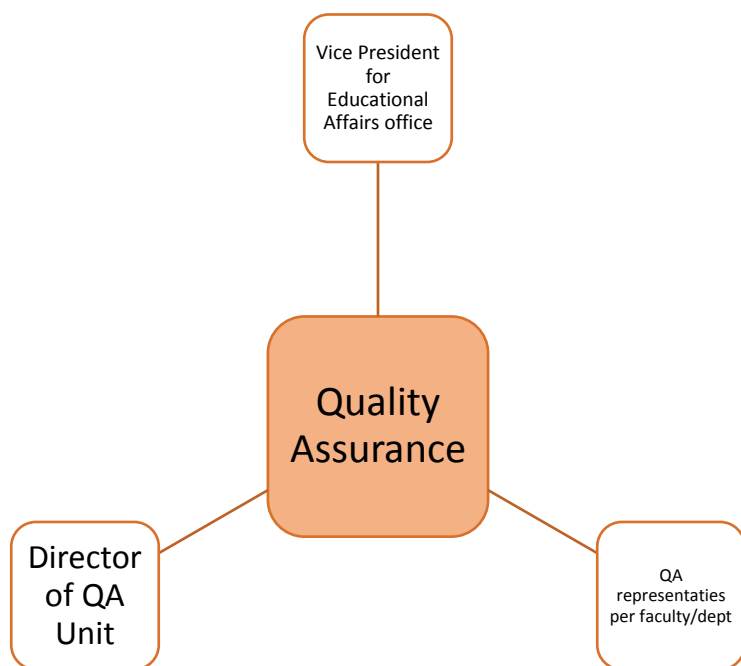 Vice President
for
Educational
Affairs office
Quality
Assurance
Director
of QA
Unit
QA
representaties
per faculty/dept